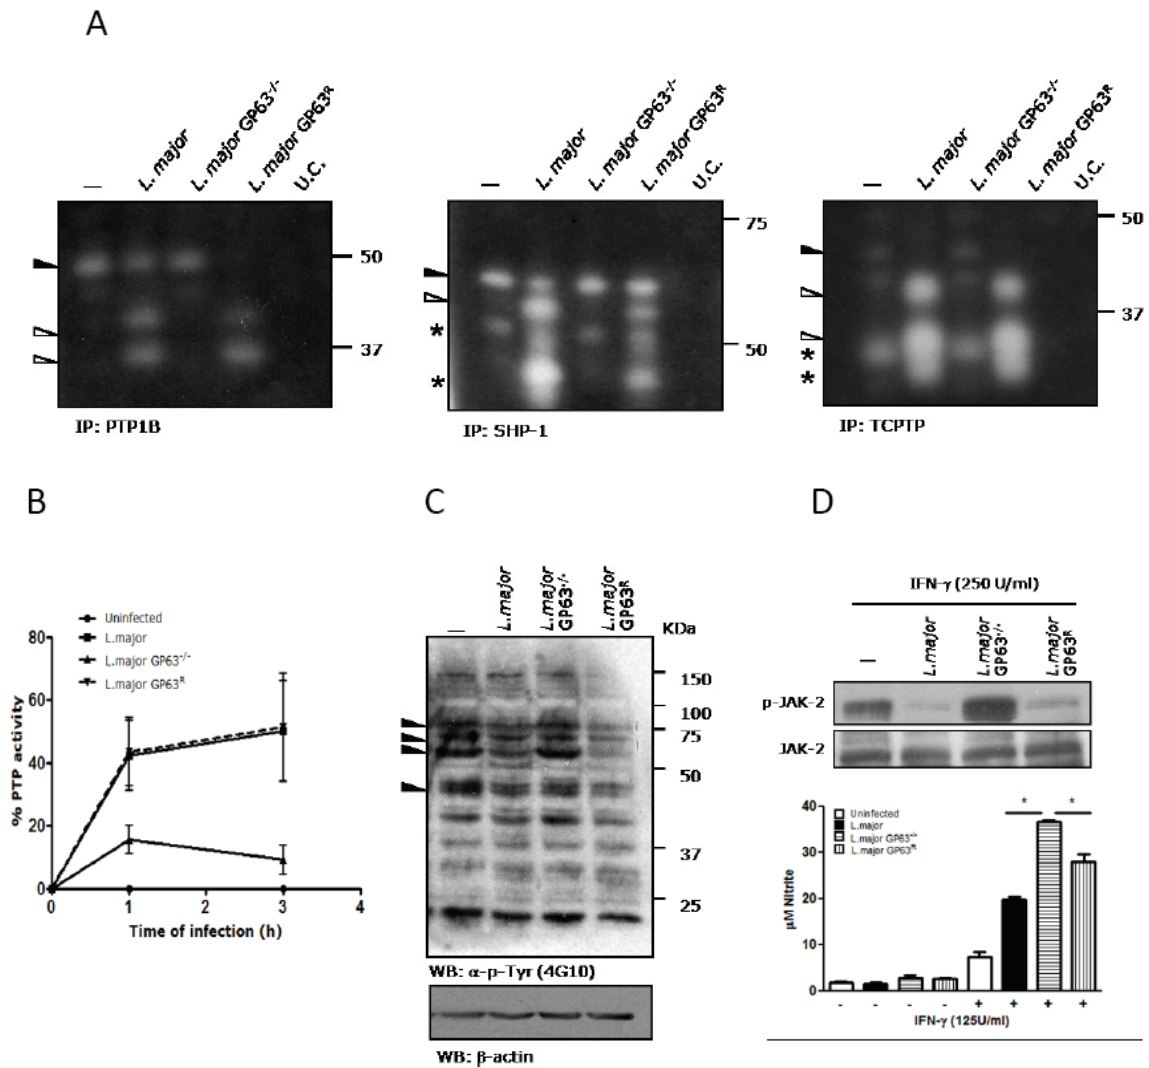 A
— L. major L. major GP63-/- L. major GP63R U.C.
50
37
IP: PTP1B
— L. major L. major GP63-/- L. major GP63R U.C.
75
50
*
*
IP: SHP-1
— L. major L. major GP63-/- L. major GP63R U.C.
50
37
*
*
IP: TCPTP
B
Uninfected
L.major
L.major GP63-/-
L.major GP63R
% PTP activity
80
60
40
20
0
0 1 2 3 4
Time of infection (h)
C
— L.major L.major GP63-/- L.major GP63R
KDa
150
100
75
50
37
25
WB: α-p-Tyr (4G10)
WB: β-actin
D
IFN-γ (250 U/ml)
— L.major L.major GP63-/- L.major GP63R
p-JAK-2
JAK-2
Uninfected
L.major
L.major GP63-/-
L.major GP63R
μM Nitrite
40
30
20
10
0
* *
- - - - + + + +
IFN-γ (125U/ml)